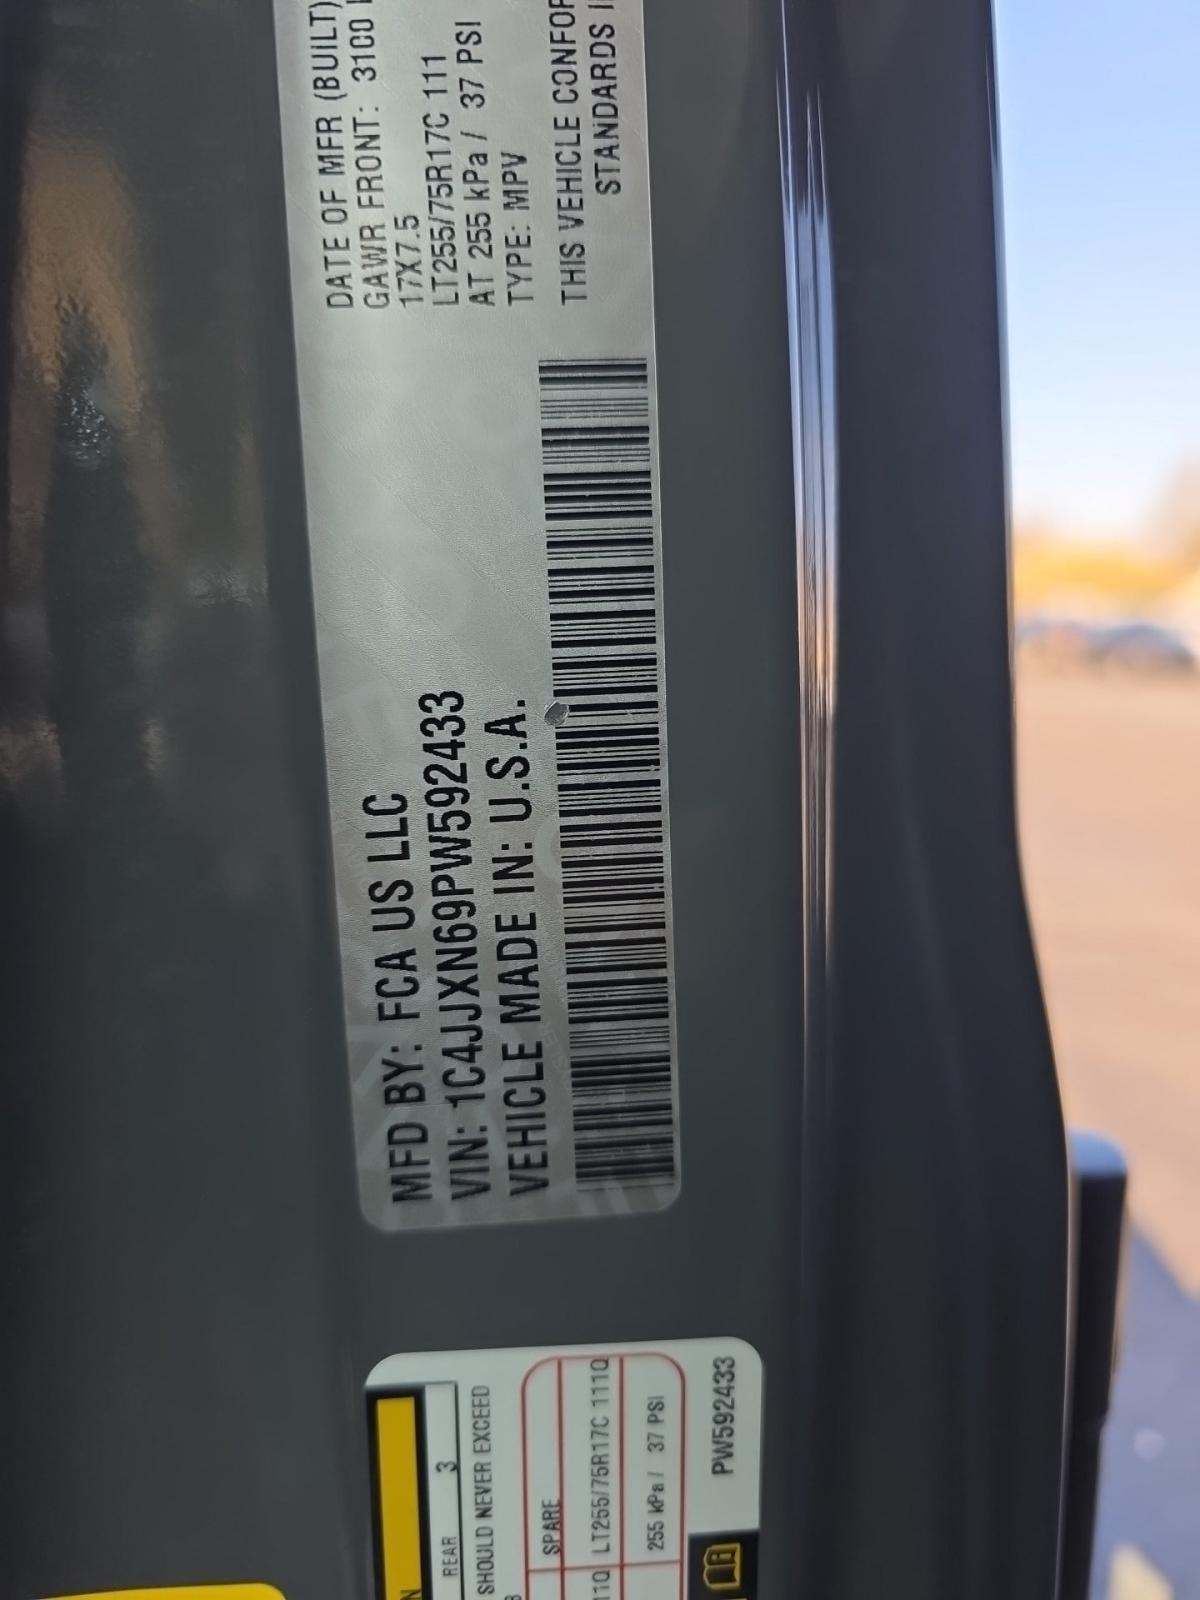 MFD BY: FCA US LLC
VIN: 1C4JJXN69PW592433
VEHICLE MADE IN: U.S.A.
DATE OF MFR (BUILT)
GAWR FRONT: 3100
17X7.5
LT255/75R17C 111
AT 255 kPa / 37 PSI
TYPE: MPV
THIS VEHICLE
STANDARDS
REAR 3
SHOULD NEVER EXCEED
SPARE
11Q LT255/75R17C 111Q
255 kPa / 37 PSI
PW592433